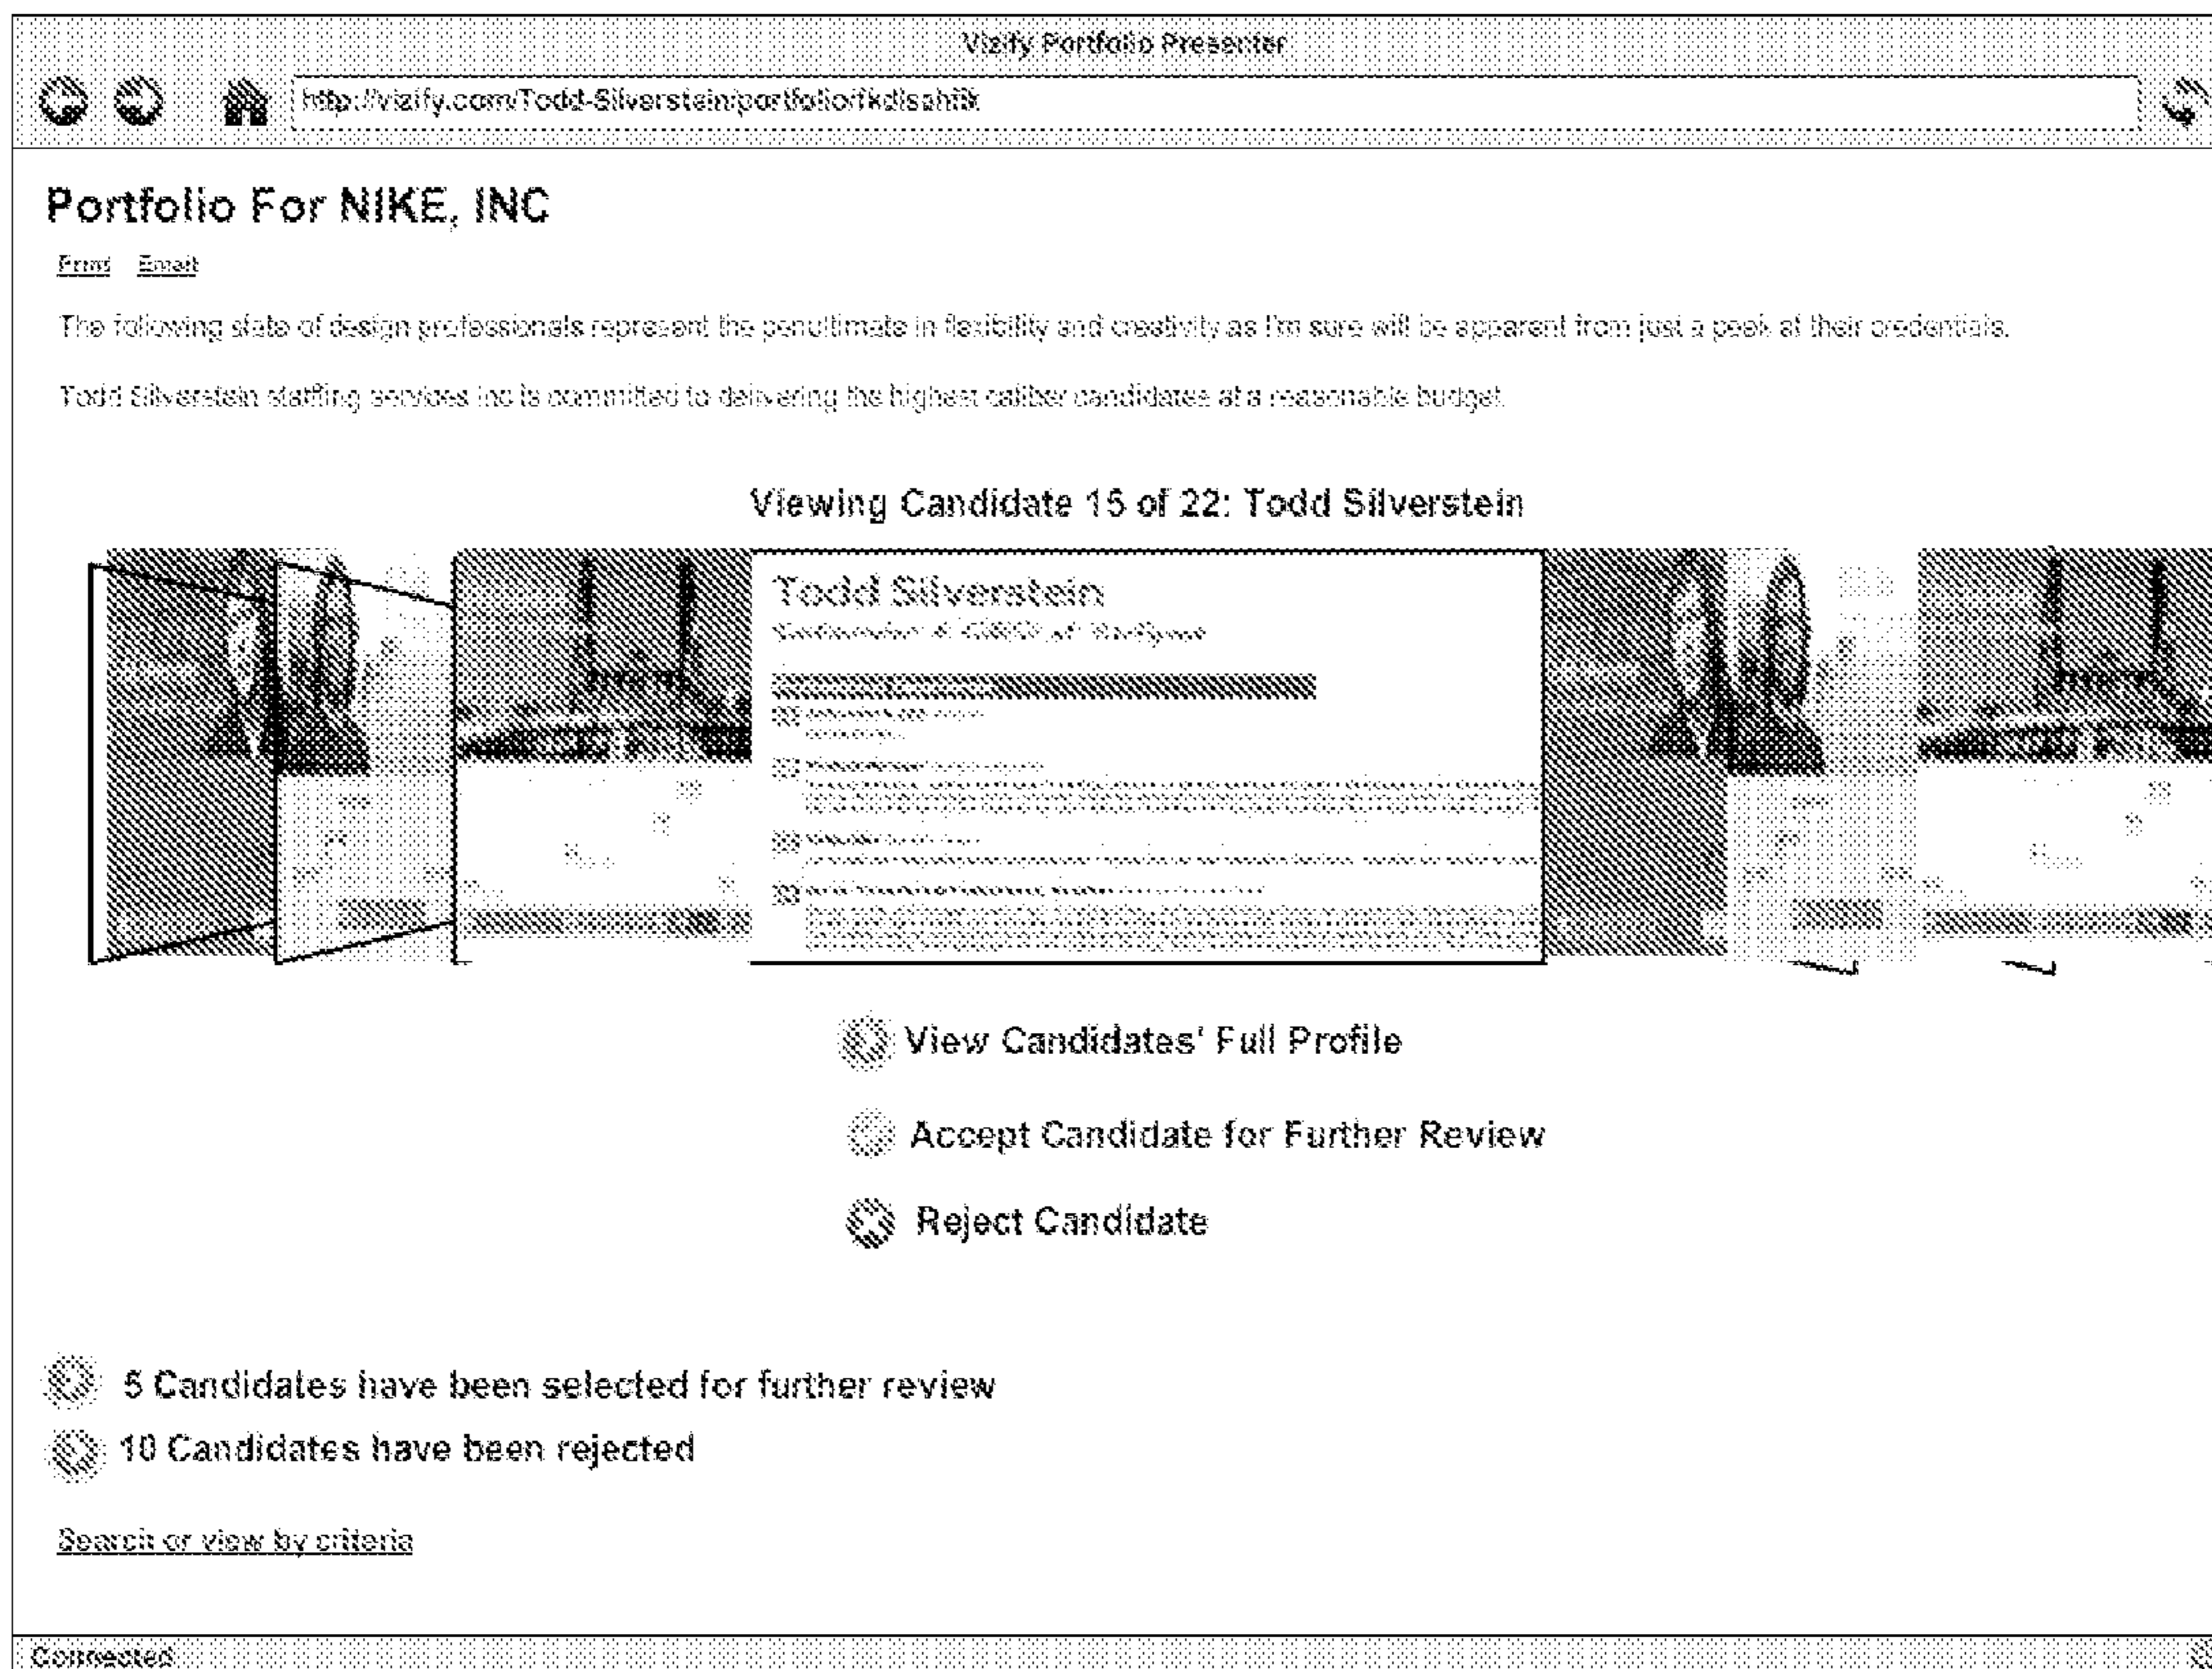 Vizify Portfolio Presenter
http://vizify.com/Todd-Silverstein/portfolio/
Portfolio For NIKE, INC
Print Email
The following slate of design professionals represent the penultimate in flexibility and creativity as I'm sure will be apparent from just a peek at their credentials.
Todd Silverstein staffing services inc is committed to delivering the highest caliber candidates at a reasonable budget.
Viewing Candidate 15 of 22: Todd Silverstein
Todd Silverstein
View Candidates' Full Profile
Accept Candidate for Further Review
Reject Candidate
5 Candidates have been selected for further review
10 Candidates have been rejected
Search or view by criteria
Connected